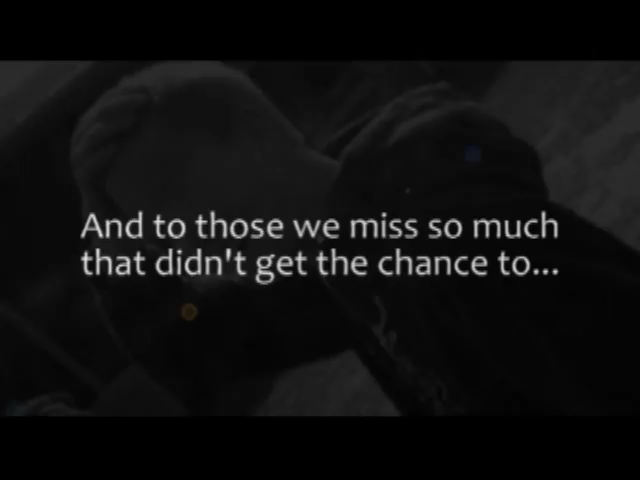 And to those we miss so much
that didn't get the chance to...